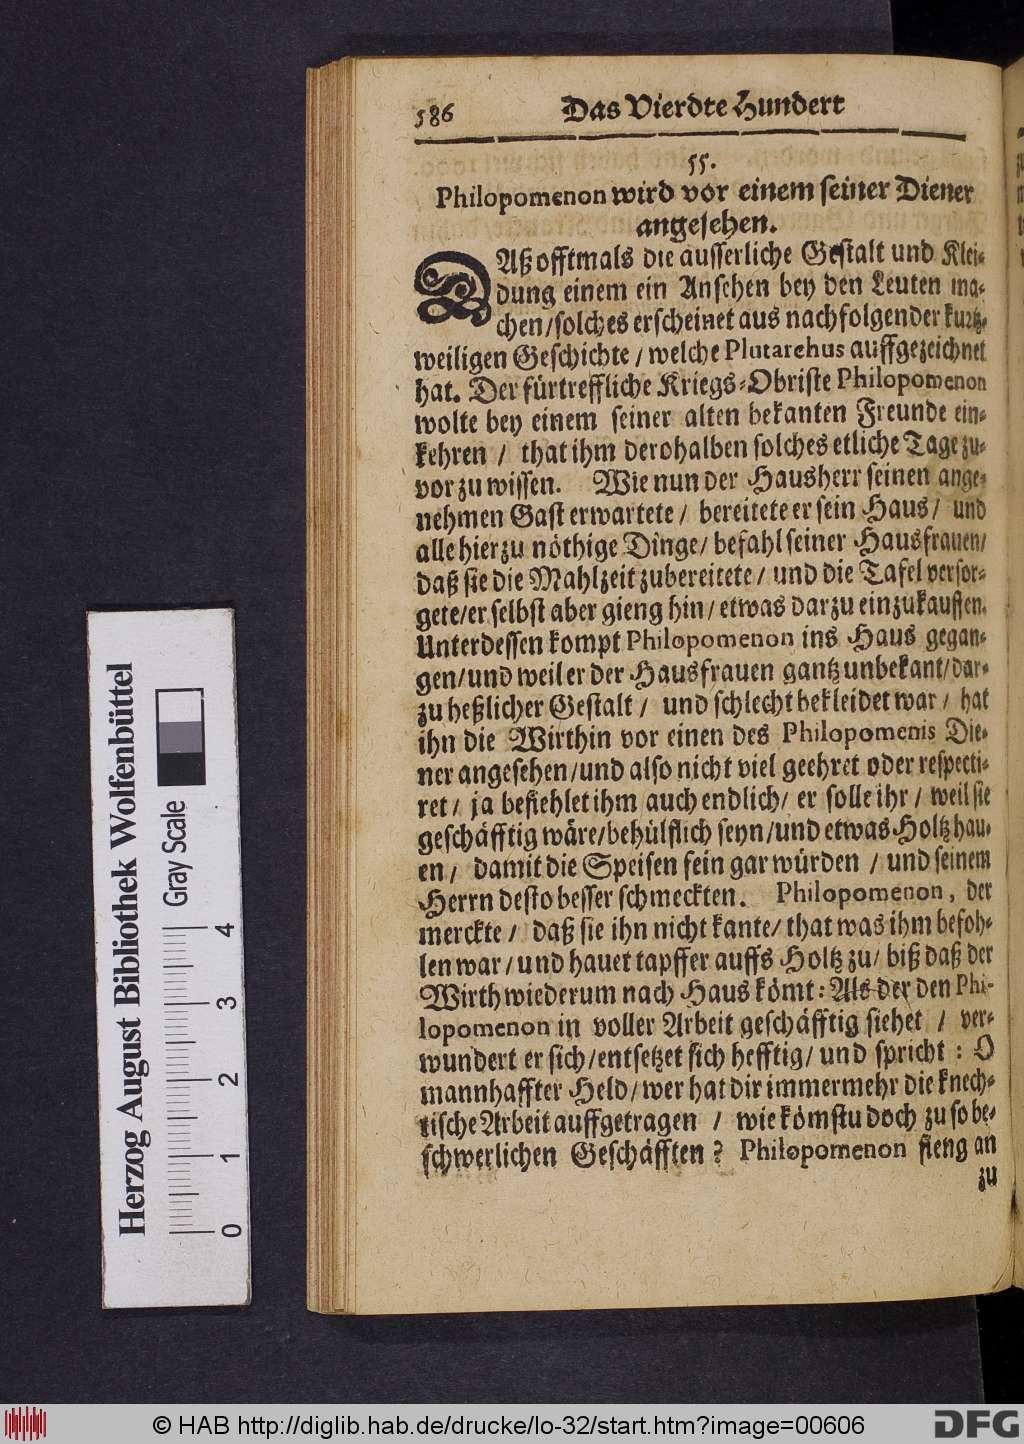 586 Das Vierdte Hundert
55.
Philopomenon wird vor einem seiner Diener
angesehen.
DAß offtmals die ausserliche Gestalt und Klei-
dung einem ein Ansehen bey den Leuten ma-
chen/solches erscheinet aus nachfolgender kurtz-
weiligen Geschichte / welche Plutarchus auffgezeichnet
hat. Der fürtreffliche Kriegs-Obriste Philopomenon
wolte bey einem seiner alten bekanten Freunde ein-
kehren / that ihm derohalben solches etliche Tage zu-
vor zu wissen. Wie nun der Hausherr seinen ange-
nehmen Gast erwartete / bereitete er sein Haus / und
alle hierzu nöthige Dinge / befahl seiner Hausfrauen/
daß sie die Mahlzeit zubereitete / und die Tafel versor-
gete/er selbst aber gieng hin / etwas darzu einzukauffen.
Unterdessen kompt Philopomenon ins Haus gegan-
gen/und weil er der Hausfrauen gantz unbekant/dar-
zu heßlicher Gestalt / und schlecht bekleidet war / hat
ihn die Wirthin vor einen des Philopomenis Die-
ner angesehen/und also nicht viel geehret oder respecti-
ret / ja befiehlet ihm auch endlich / er solle ihr / weil sie
geschäfftig wäre/behülflich seyn/und etwas Holtz hau-
en / damit die Speisen fein gar würden / und seinem
Herrn desto besser schmeckten. Philopomenon, der
merckte / daß sie ihn nicht kante / that was ihm befoh-
len war / und hauet tapffer auffs Holtz zu / biß daß der
Wirth wiederum nach Haus kömt: Als der den Phi-
lopomenon in voller Arbeit geschäfftig siehet / ver-
wundert er sich/entsetzet sich hefftig/ und spricht : O
mannhaffter Held / wer hat dir immermehr die knech-
tische Arbeit auffgetragen / wie kömstu doch zu so be-
schwerlichen Geschäfften ? Philopomenon fieng an
zu
Herzog August Bibliothek Wolfenbüttel
Gray Scale
0 1 2 3 4
© HAB http://diglib.hab.de/drucke/lo-32/start.htm?image=00606
DFG